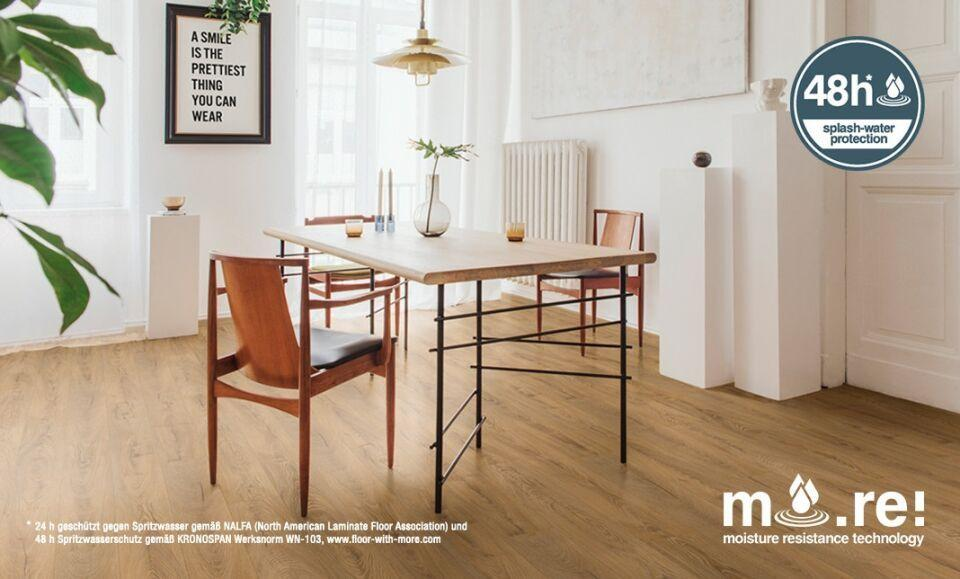 A SMILE
IS THE
PRETTIEST
THING
YOU CAN
WEAR
48h*
splash-water
protection
* 24 h geschützt gegen Spritzwasser gemäß NALFA (North American Laminate Floor Association) und
48 h Spritzwasserschutz gemäß KRONOSPAN Werksnorm WN-103, www.floor-with-more.com
mo.re!
moisture resistance technology